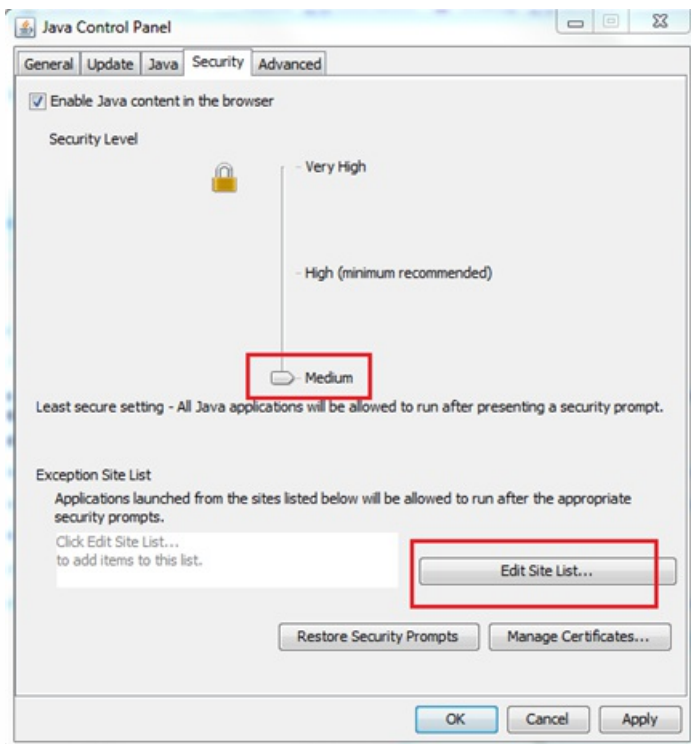 Java Control Panel
General Update Java Security Advanced
Enable Java content in the browser
Security Level
- Very High
- High (minimum recommended)
- Medium
Least secure setting - All Java applications will be allowed to run after presenting a security prompt.
Exception Site List
Applications launched from the sites listed below will be allowed to run after the appropriate
security prompts.
Click Edit Site List...
to add items to this list.
Edit Site List...
Restore Security Prompts Manage Certificates...
OK Cancel Apply